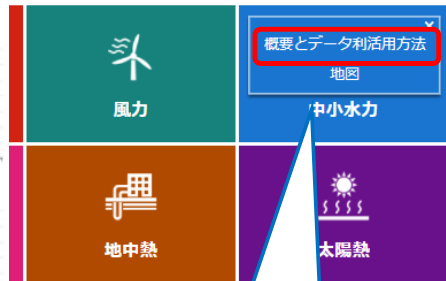 ×
概要とデータ利活用方法
地図
風力
中小水力
地中熱
太陽熱